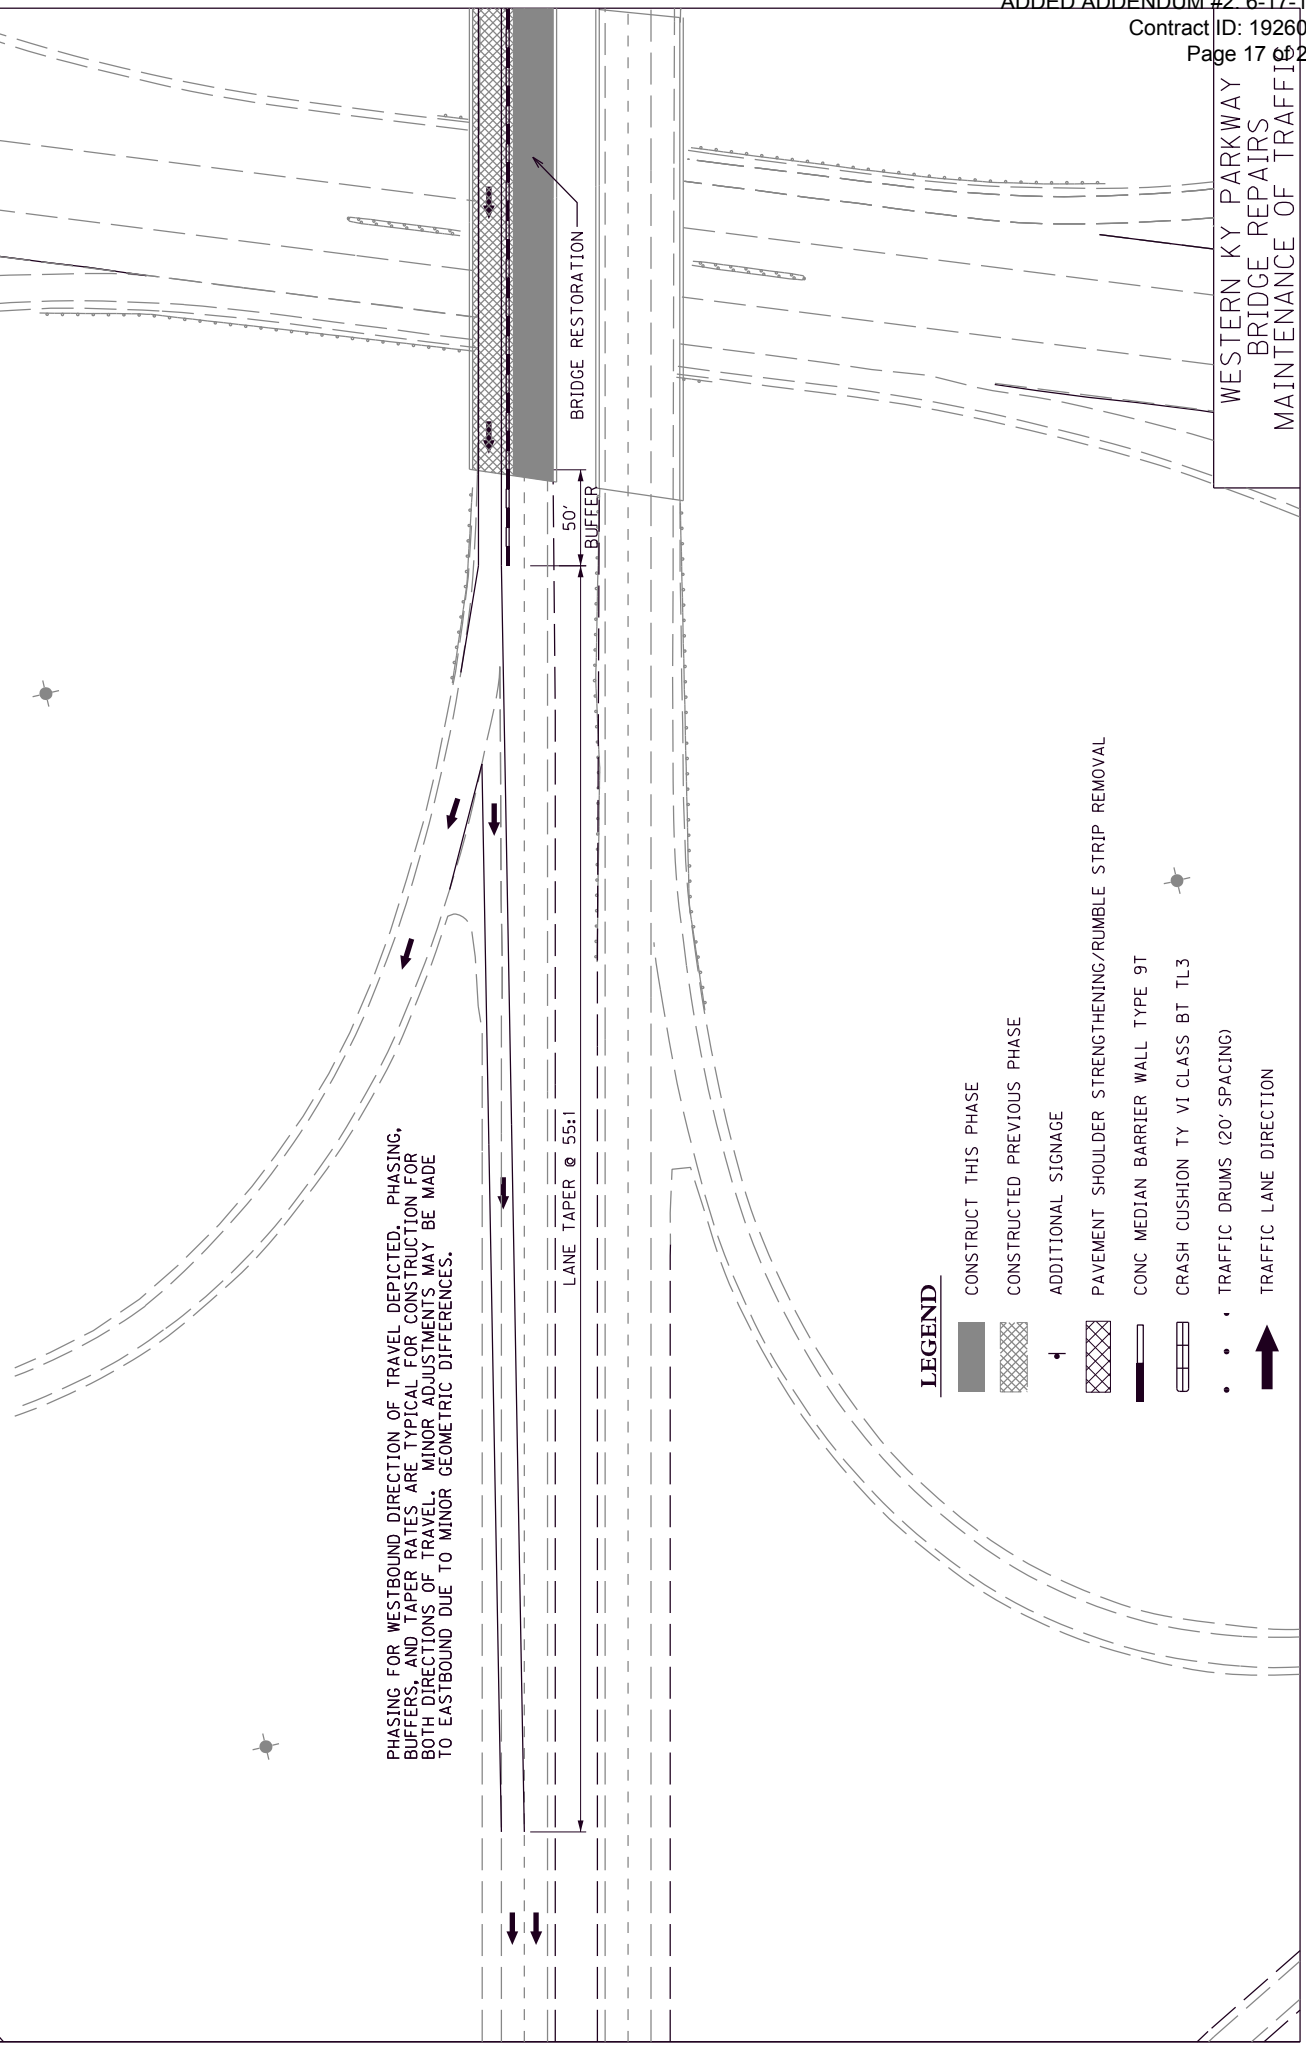 ADDED ADDENDUM #2: 6-17-1
Contract ID: 19260
Page 17 of 2
WESTERN KY PARKWAY
BRIDGE REPAIRS
MAINTENANCE OF TRAFFIC
BRIDGE RESTORATION
50'
BUFFER
LANE TAPER @ 55:1
PHASING FOR WESTBOUND DIRECTION OF TRAVEL DEPICTED. PHASING,
BUFFERS, AND TAPER RATES ARE TYPICAL FOR CONSTRUCTION FOR
BOTH DIRECTIONS OF TRAVEL. MINOR ADJUSTMENTS MAY BE MADE
TO EASTBOUND DUE TO MINOR GEOMETRIC DIFFERENCES.
LEGEND
CONSTRUCT THIS PHASE
CONSTRUCTED PREVIOUS PHASE
ADDITIONAL SIGNAGE
PAVEMENT SHOULDER STRENGTHENING/RUMBLE STRIP REMOVAL
CONC MEDIAN BARRIER WALL TYPE 9T
CRASH CUSHION TY VI CLASS BT TL3
TRAFFIC DRUMS (20' SPACING)
TRAFFIC LANE DIRECTION